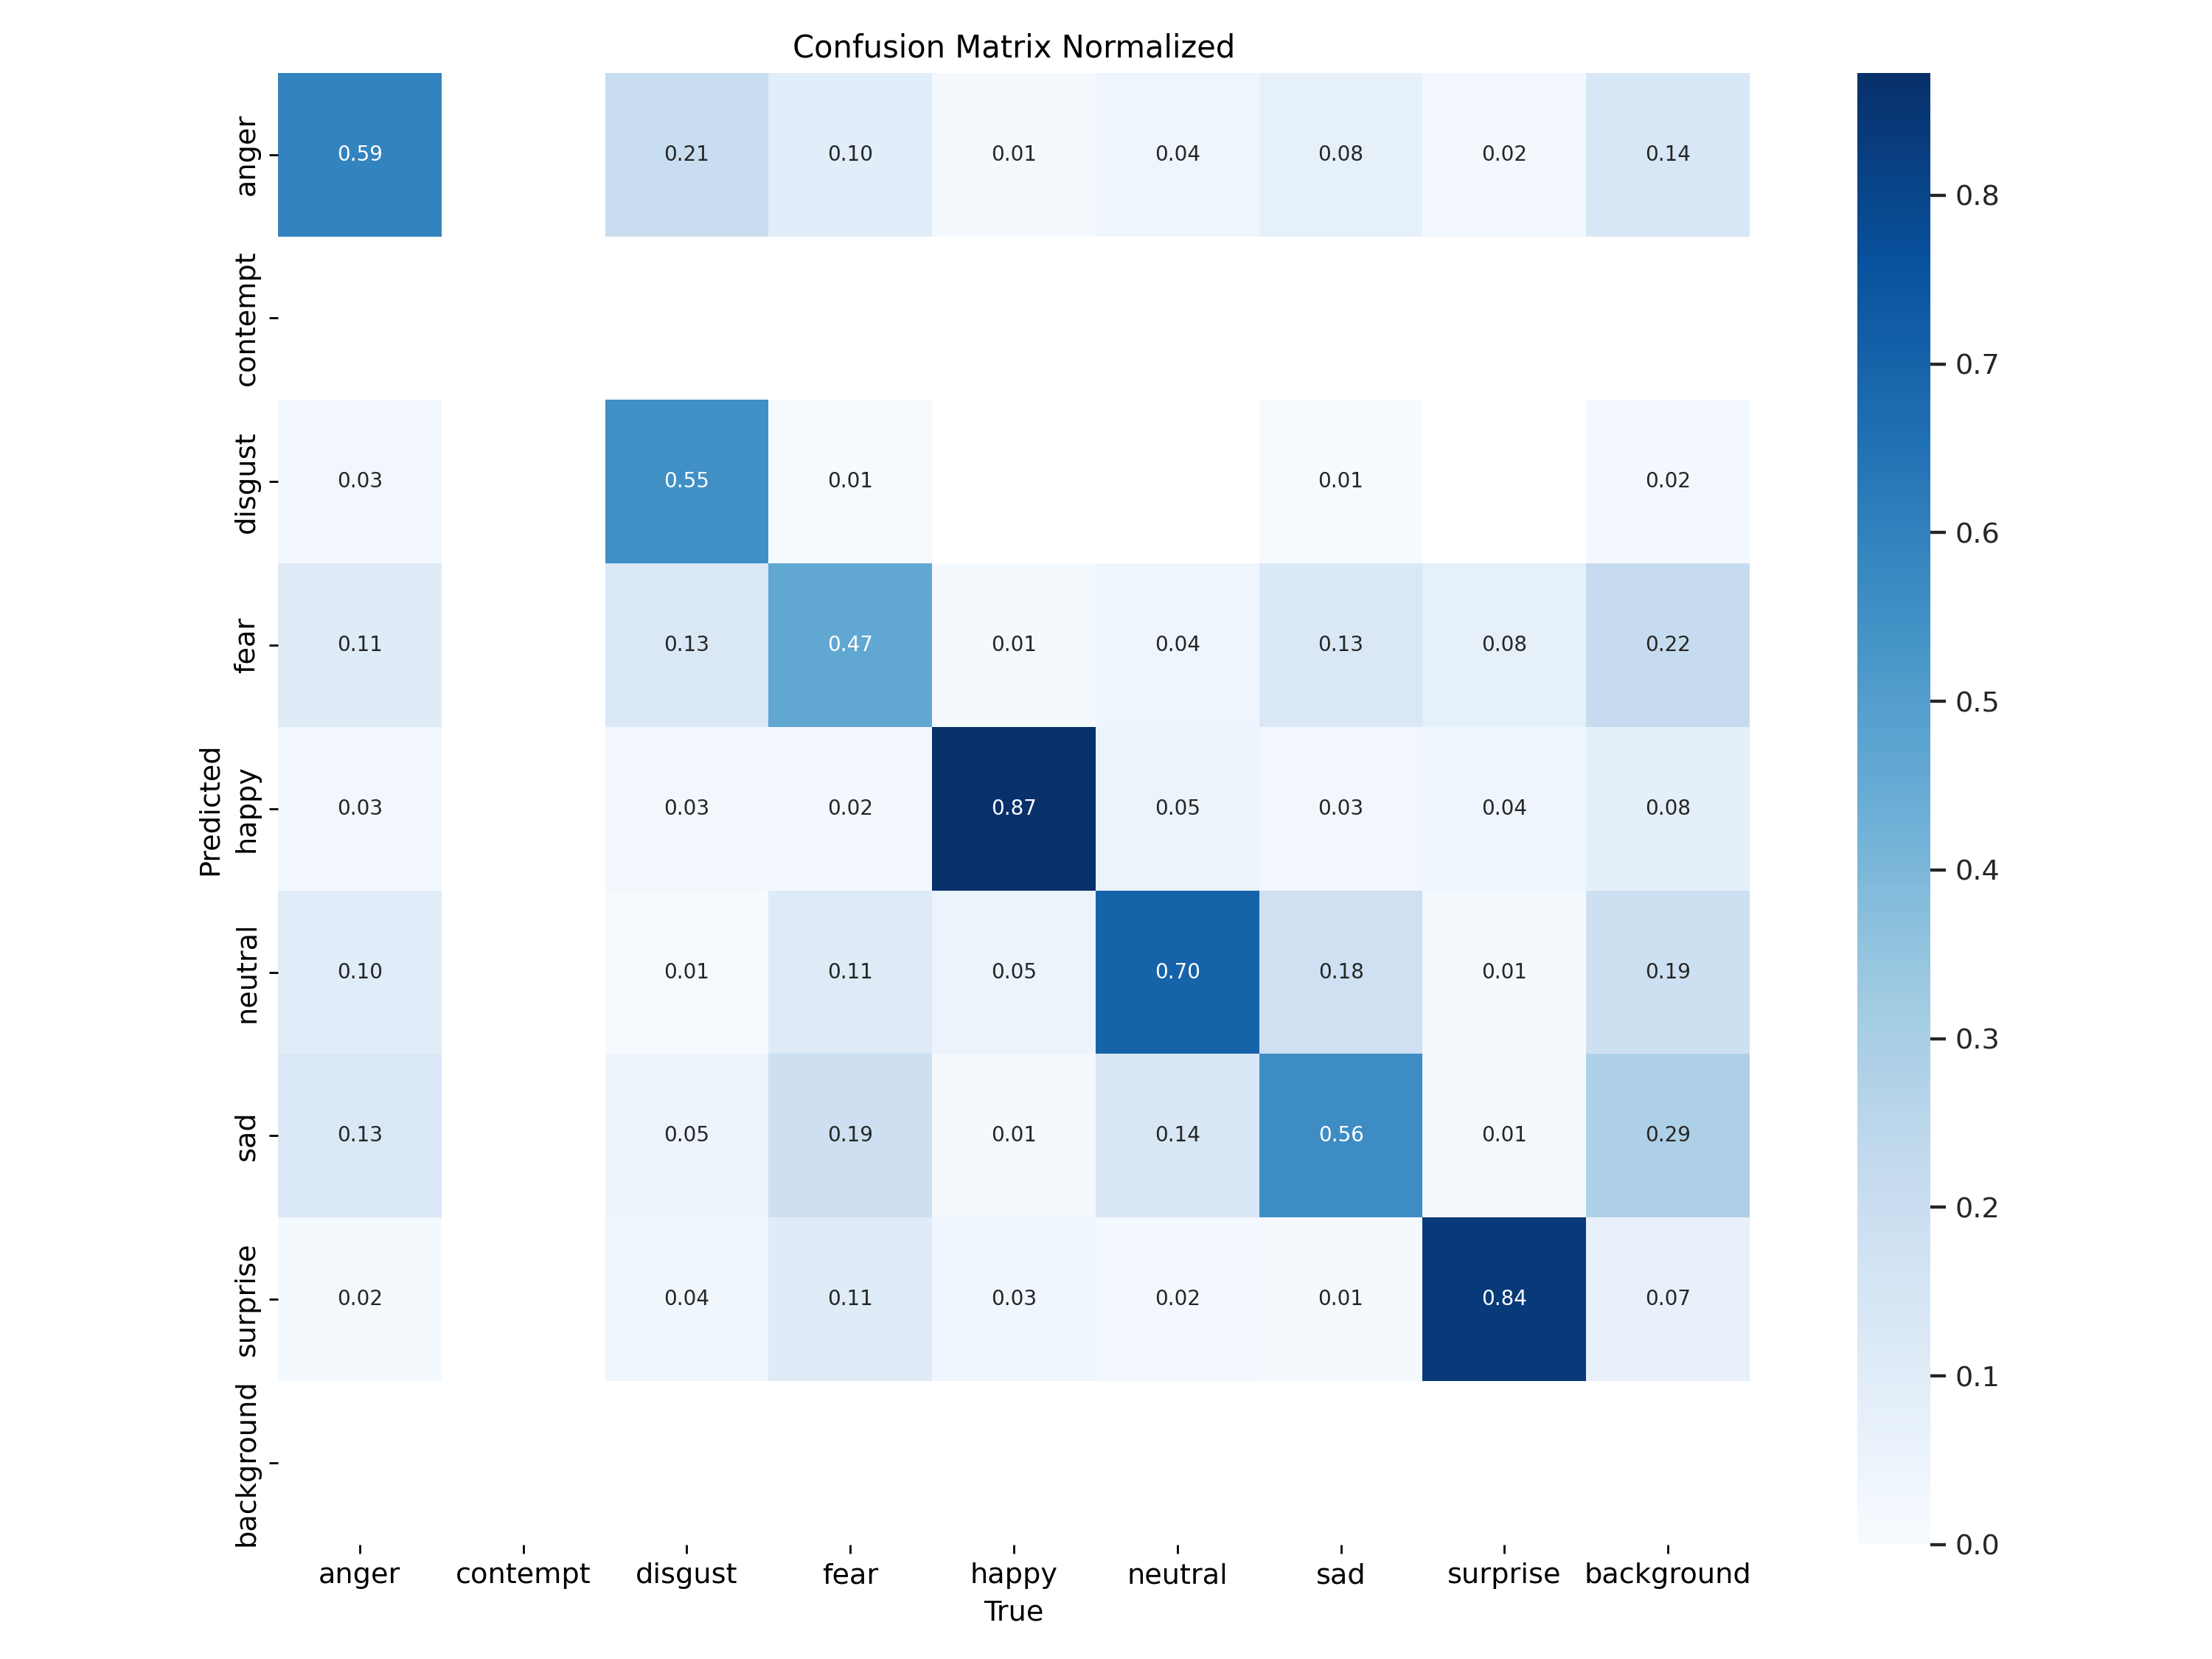 Confusion Matrix Normalized
anger 0.59 0.21 0.10 0.01 0.04 0.08 0.02 0.14
contempt
disgust 0.03 0.55 0.01 0.01 0.02
fear 0.11 0.13 0.47 0.01 0.04 0.13 0.08 0.22
happy 0.03 0.03 0.02 0.87 0.05 0.03 0.04 0.08
neutral 0.10 0.01 0.11 0.05 0.70 0.18 0.01 0.19
sad 0.13 0.05 0.19 0.01 0.14 0.56 0.01 0.29
surprise 0.02 0.04 0.11 0.03 0.02 0.01 0.84 0.07
background
Predicted
anger contempt disgust fear happy neutral sad surprise background
True
0.8
0.7
0.6
0.5
0.4
0.3
0.2
0.1
0.0